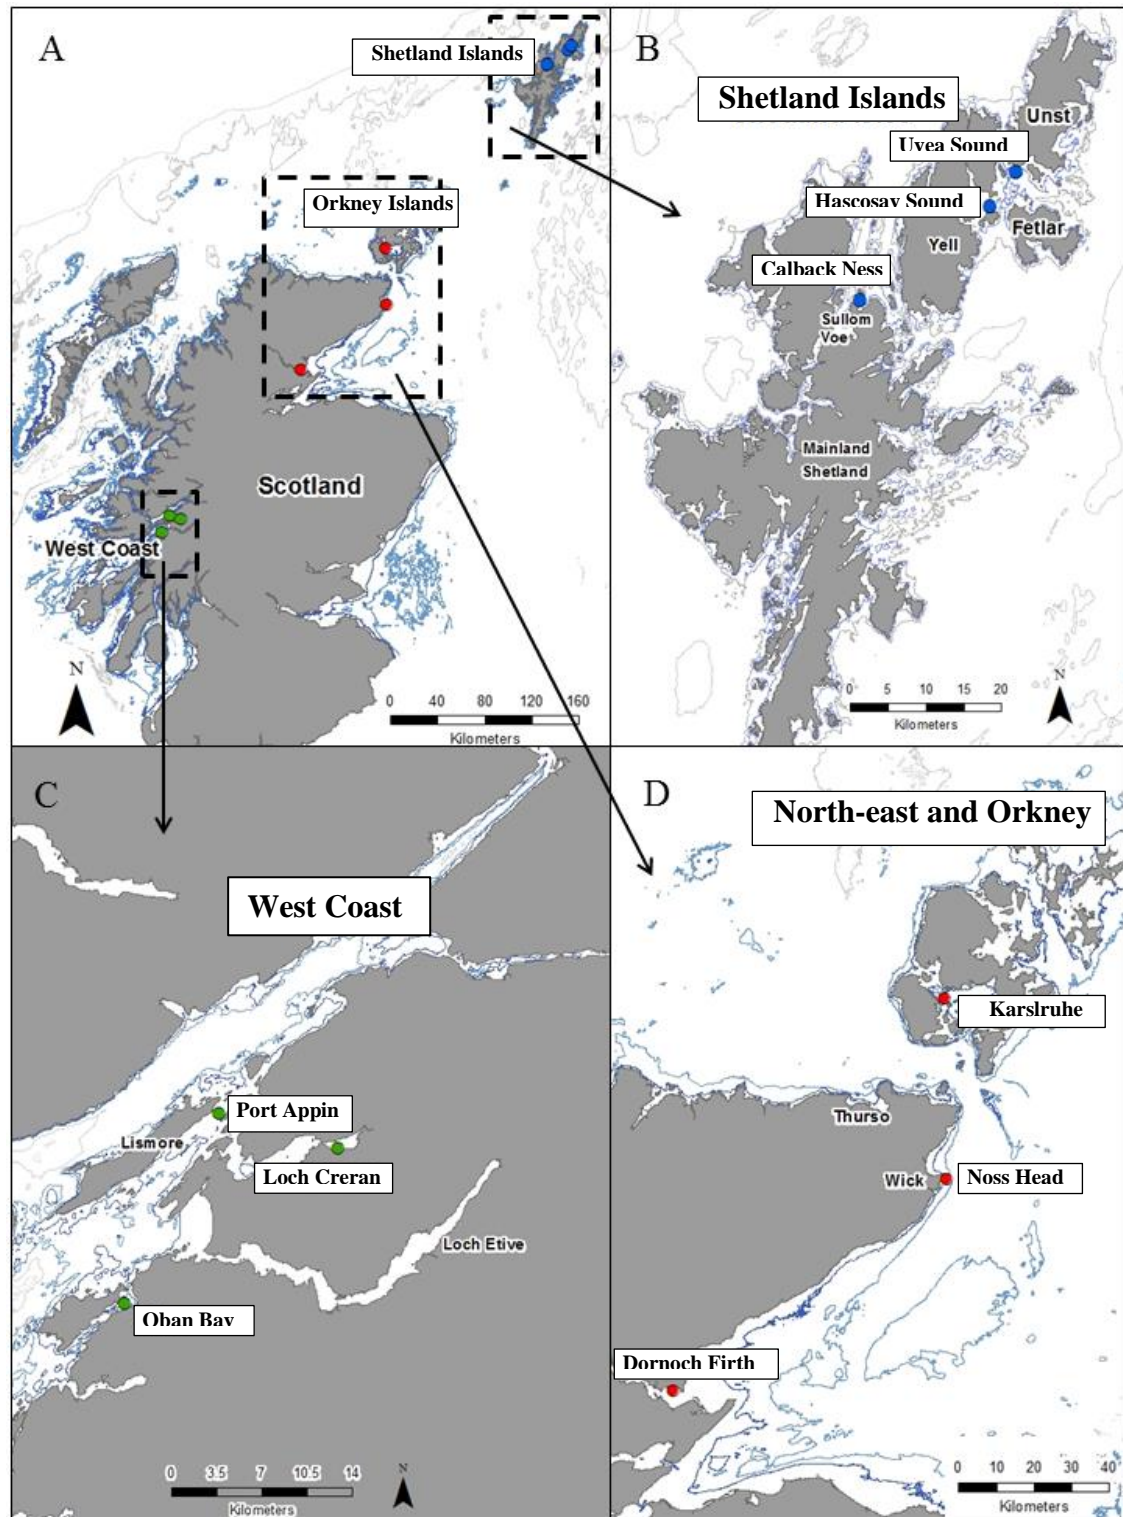 A
Shetland Islands
Orkney Islands
Scotland
West Coast
N
0 40 80 120 160
Kilometers
B
Shetland Islands
Unst
Uyea Sound
Hascosay Sound
Fetlar
Yell
Calback Ness
Sullom
Voe
Mainland
Shetland
N
0 5 10 15 20
Kilometers
C
West Coast
Port Appin
Lismore
Loch Creran
Loch Etive
Oban Bay
0 3.5 7 10.5 14
Kilometers
N
D
North-east and Orkney
Karslruhe
Thurso
Wick
Noss Head
Dornoch Firth
0 10 20 30 40
Kilometers